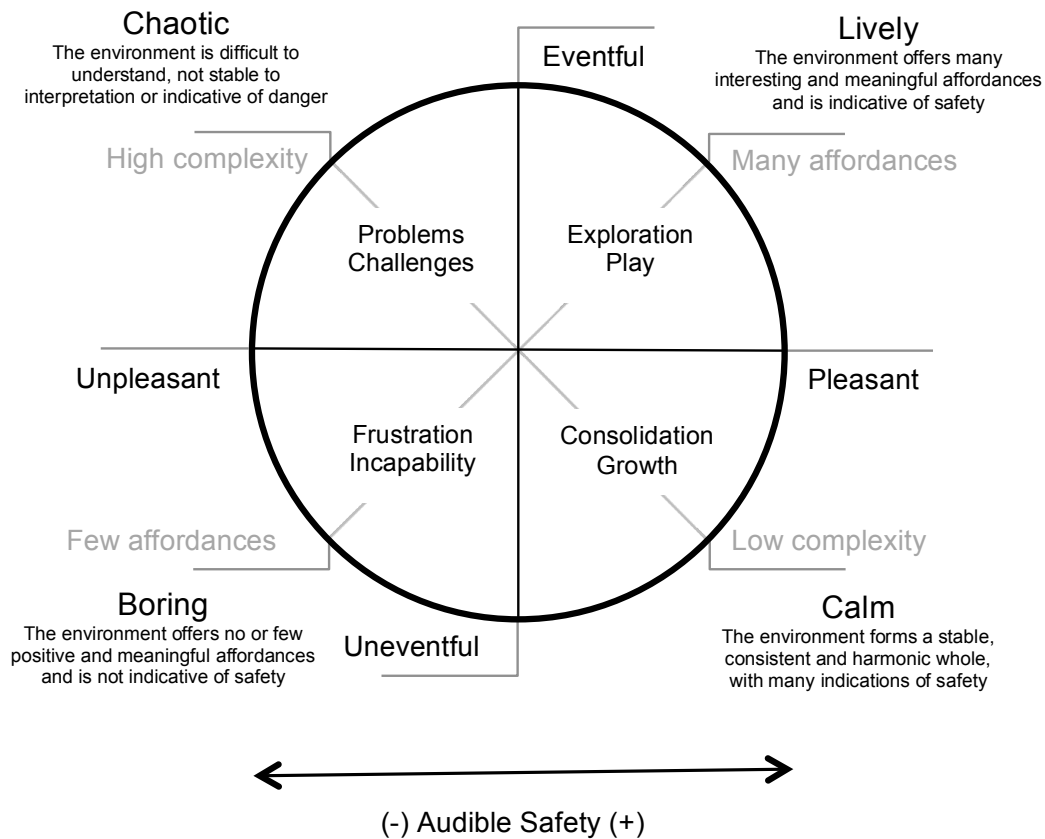 Chaotic
The environment is difficult to
understand, not stable to
interpretation or indicative of danger
Eventful
Lively
The environment offers many
interesting and meaningful affordances
and is indicative of safety
High complexity
Many affordances
Problems
Challenges
Exploration
Play
Unpleasant
Pleasant
Frustration
Incapability
Consolidation
Growth
Few affordances
Low complexity
Boring
The environment offers no or few
positive and meaningful affordances
and is not indicative of safety
Uneventful
Calm
The environment forms a stable,
consistent and harmonic whole,
with many indications of safety
(-) Audible Safety (+)